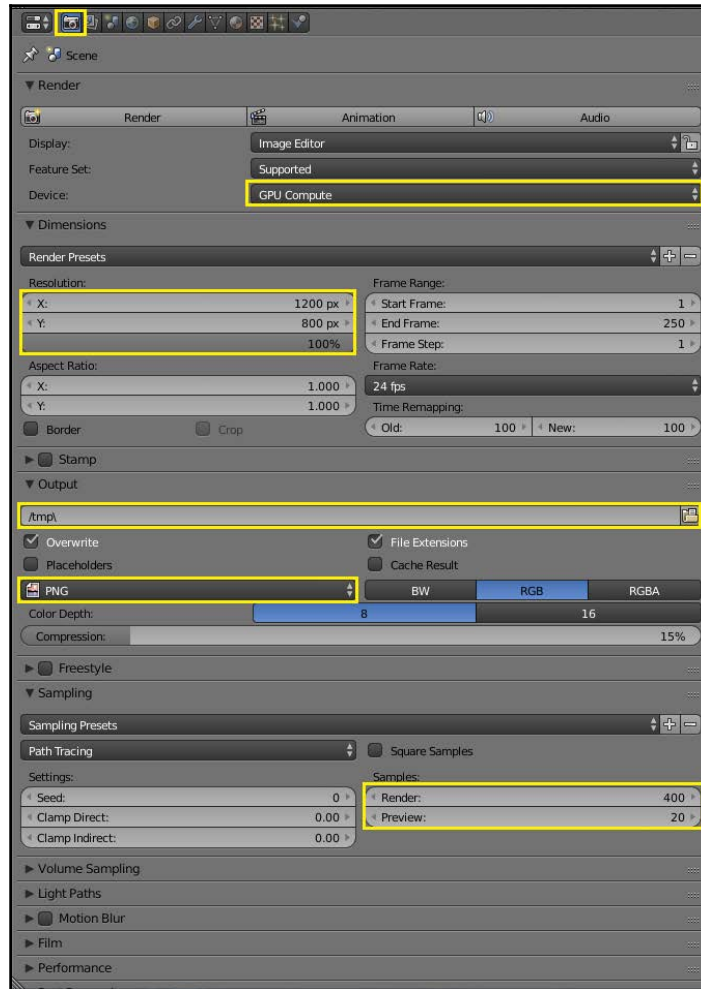 Scene
Render
Render Animation Audio
Display: Image Editor
Feature Set: Supported
Device: GPU Compute
Dimensions
Render Presets
Resolution: Frame Range:
X: 1200 px Start Frame: 1
Y: 800 px End Frame: 250
100% Frame Step: 1
Aspect Ratio: Frame Rate:
X: 1.000 24 fps
Y: 1.000 Time Remapping:
Border Crop Old: 100 New: 100
Stamp
Output
/tmp\
Overwrite File Extensions
Placeholders Cache Result
PNG BW RGB RGBA
Color Depth: 8 16
Compression: 15%
Freestyle
Sampling
Sampling Presets
Path Tracing Square Samples
Settings: Samples:
Seed: 0 Render: 400
Clamp Direct: 0.00 Preview: 20
Clamp Indirect: 0.00
Volume Sampling
Light Paths
Motion Blur
Film
Performance